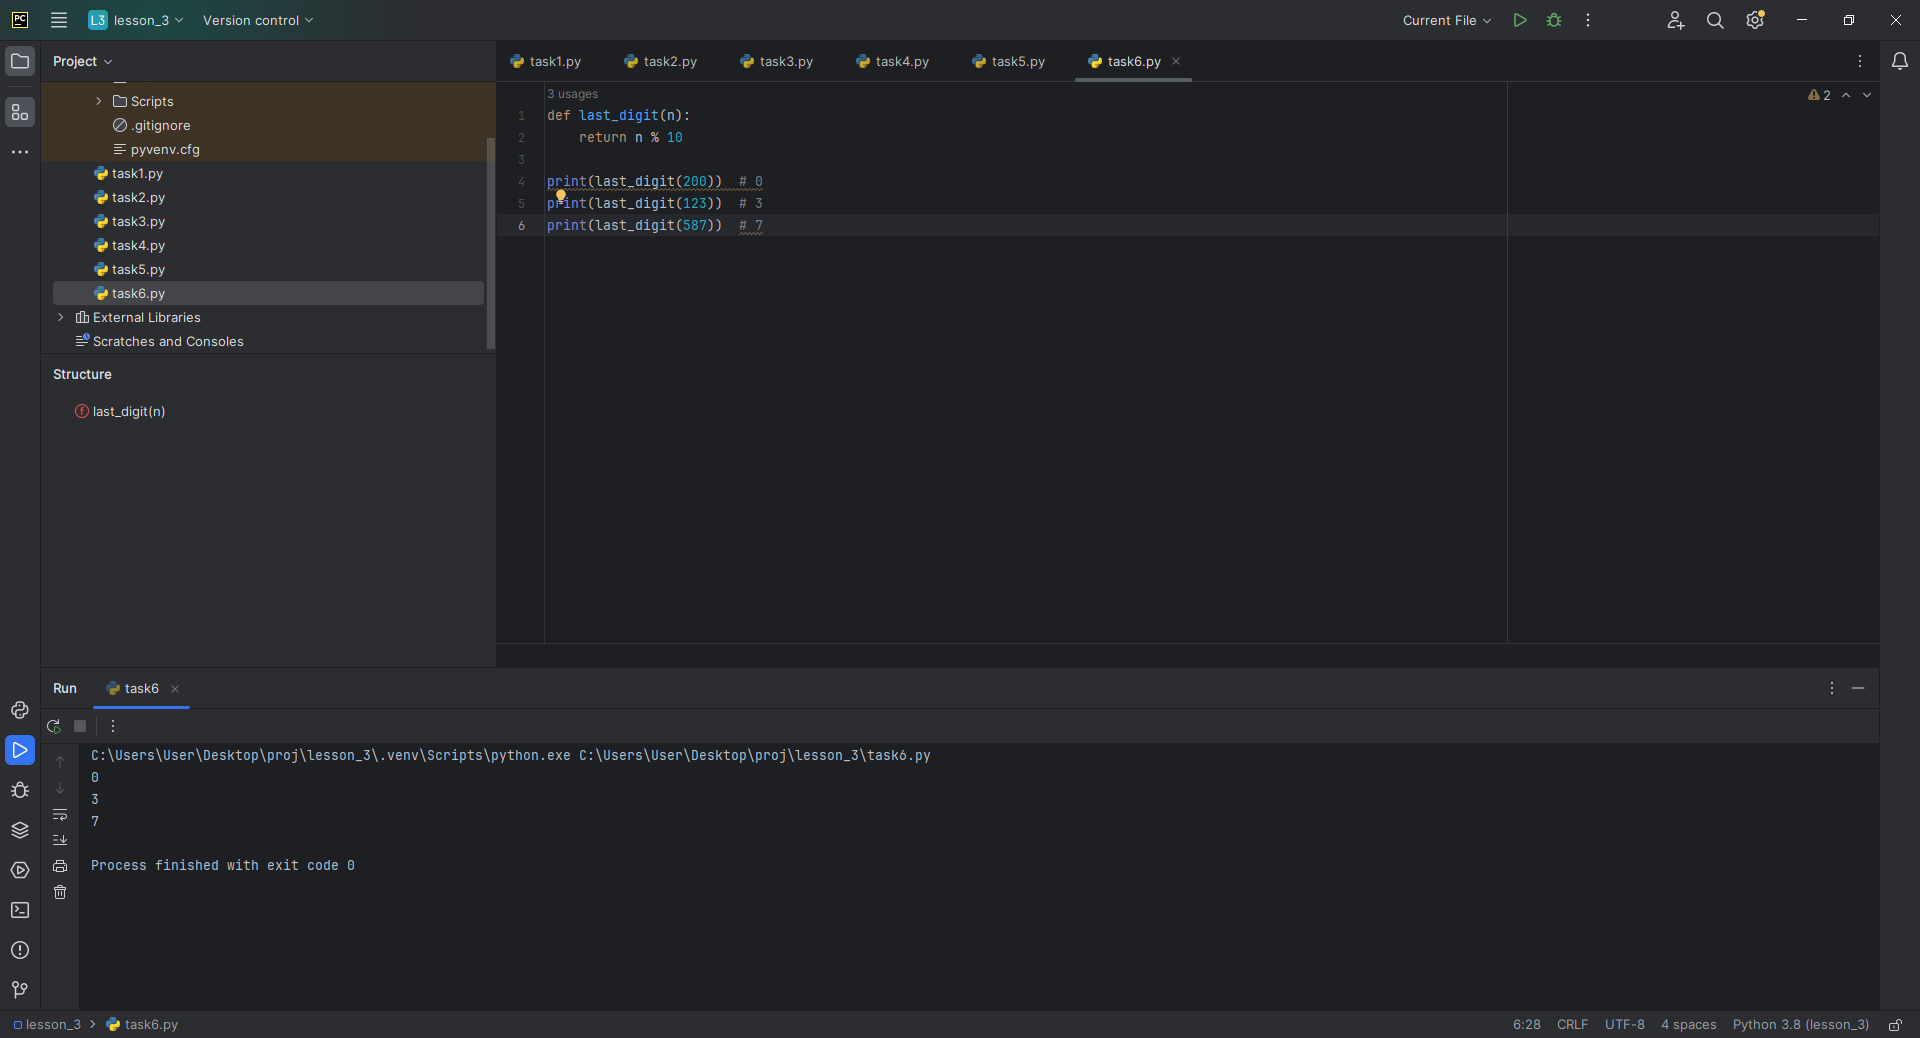 PC L3 lesson_3 Version control Current File
Project
Scripts
.gitignore
pyvenv.cfg
task1.py
task2.py
task3.py
task4.py
task5.py
task6.py
External Libraries
Scratches and Consoles
Structure
f last_digit(n)
task1.py task2.py task3.py task4.py task5.py task6.py
2
3 usages
1 def last_digit(n):
2     return n % 10
3
4 print(last_digit(200))  # 0
5 print(last_digit(123))  # 3
6 print(last_digit(587))  # 7
Run task6
C:\Users\User\Desktop\proj\lesson_3\.venv\Scripts\python.exe C:\Users\User\Desktop\proj\lesson_3\task6.py
0
3
7
Process finished with exit code 0
lesson_3 > task6.py 6:28 CRLF UTF-8 4 spaces Python 3.8 (lesson_3)